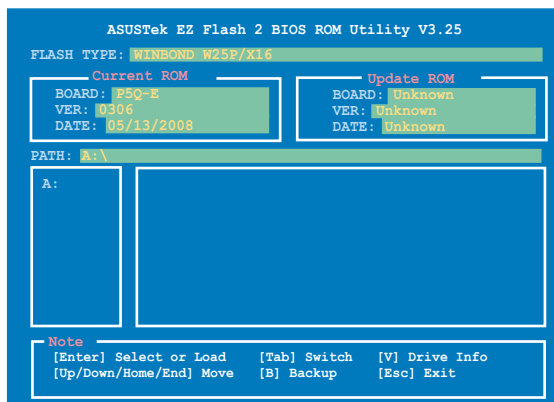 ASUSTek EZ Flash 2 BIOS ROM Utility V3.25
FLASH TYPE: WINBOND W25P/X16
Current ROM
BOARD: P5Q-E
VER: 0306
DATE: 05/13/2008
Update ROM
BOARD: Unknown
VER: Unknown
DATE: Unknown
PATH: A:\
A:
Note
[Enter] Select or Load [Tab] Switch [V] Drive Info
[Up/Down/Home/End] Move [B] Backup [Esc] Exit